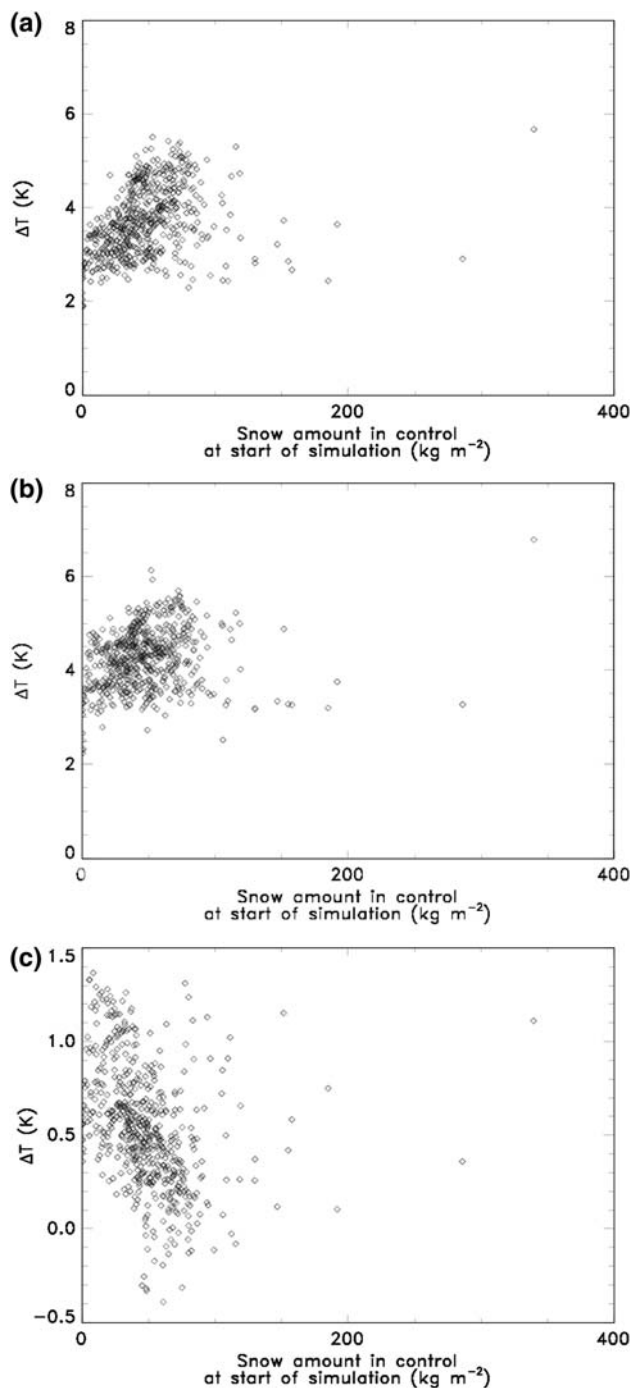 (a)
8
6
4
2
0
ΔT (K)
0 200 400
Snow amount in control
at start of simulation (kg m⁻²)
(b)
8
6
4
2
0
ΔT (K)
0 200 400
Snow amount in control
at start of simulation (kg m⁻²)
(c)
1.5
1.0
0.5
0.0
-0.5
ΔT (K)
0 200 400
Snow amount in control
at start of simulation (kg m⁻²)